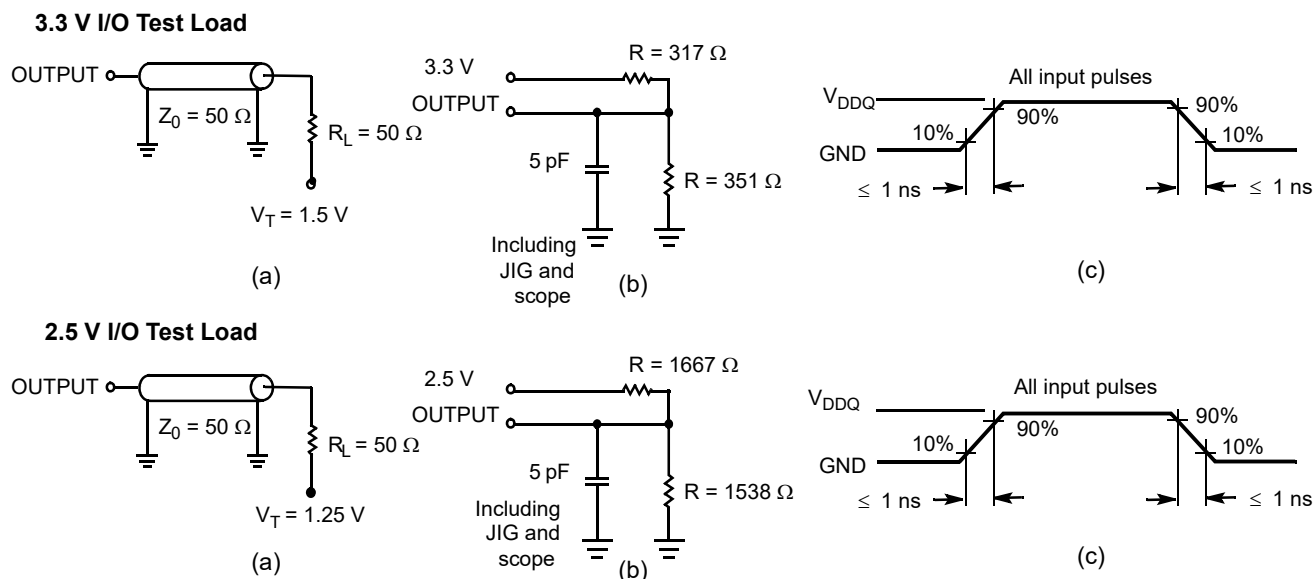 3.3 V I/O Test Load
OUTPUT
Z0 = 50 Ω
RL = 50 Ω
VT = 1.5 V
(a)
R = 317 Ω
3.3 V
OUTPUT
5 pF
R = 351 Ω
Including
JIG and
scope
(b)
All input pulses
VDDQ
GND
10%
90%
90%
10%
≤ 1 ns
≤ 1 ns
(c)
2.5 V I/O Test Load
OUTPUT
Z0 = 50 Ω
RL = 50 Ω
VT = 1.25 V
(a)
R = 1667 Ω
2.5 V
OUTPUT
5 pF
R = 1538 Ω
Including
JIG and
scope
(b)
All input pulses
VDDQ
GND
10%
90%
90%
10%
≤ 1 ns
≤ 1 ns
(c)